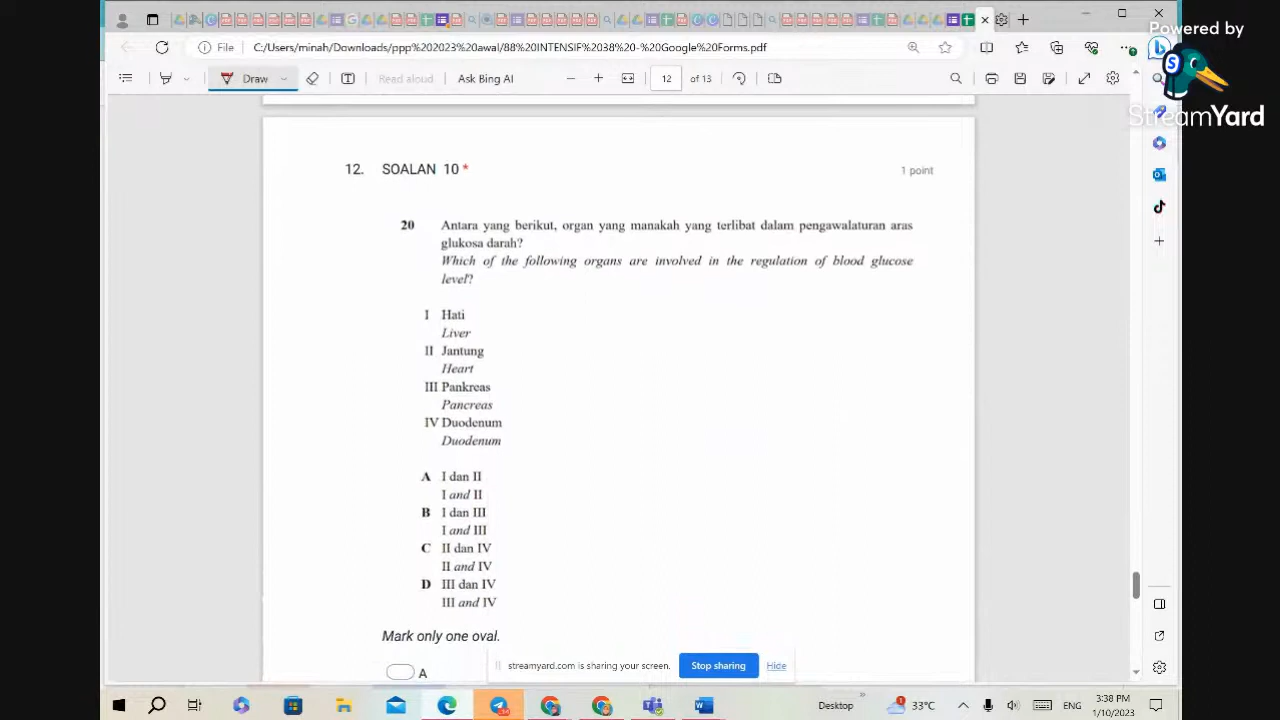 Powered by
StreamYard
File C:/Users/minah/Downloads/ppp%202023%20awal/88%20INTENSIF%2038%20-%20Google%20Forms.pdf
Draw
Read aloud
Ask Bing AI
12 of 13
12. SOALAN 10 *
1 point
20 Antara yang berikut, organ yang manakah yang terlibat dalam pengawalaturan aras
glukosa darah?
Which of the following organs are involved in the regulation of blood glucose
level?
I Hati
Liver
II Jantung
Heart
III Pankreas
Pancreas
IV Duodenum
Duodenum
A I dan II
I and II
B I dan III
I and III
C II dan IV
II and IV
D III dan IV
III and IV
Mark only one oval.
A
streamyard.com is sharing your screen.
Stop sharing
Hide
Desktop
33°C
3:38 PM
1/10/2023